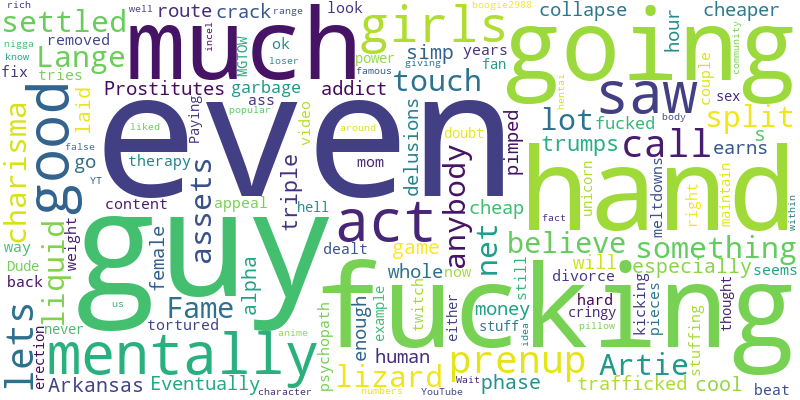 rich
well
route
crack
range
look
girls
boogie2988
collapse
cheaper
nigga
settled
removed
much
incel
simp
years
going
hour
know
Lange
MGTOW
ok
loser
power
fan
giving
community
fix
tries
Prostitutes
garbage
addict
famous
touch
hentai
saw
couple
sex
charisma
laid
good
even
Paying
ass
video
popular
liked
around
doubt
delusions
pimped
lot
fucked
split
body
false
go
YT
therapy
mom
anybody
trumps
s
call
earns
content
assets
appeal
triple
hell
act
cheap
unicorn
hand
meltdowns
right
maintain
within
fact
way
liquid
weight
female
guy
us
dealt
game
net
believe
something
Dude
back
alpha
whole
now
will
especially
seems
lets
erection
Fame
tortured
never
mentally
anime
psychopath
enough
example
twitch
still
either
money
stuff
fucking
divorce
hard
cringy
kicking
pieces
thought
human
idea
pillow
prenup
Artie
stuffing
Arkansas
Eventually
character
lizard
numbers
YouTube
Wait
phase
trafficked
cool
beat